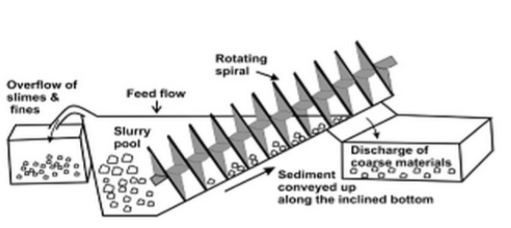 Overflow of
slimes &
fines
Feed flow
Rotating
spiral
Slurry
pool
Sediment
conveyed up
along the inclined bottom
Discharge of
coarse materials